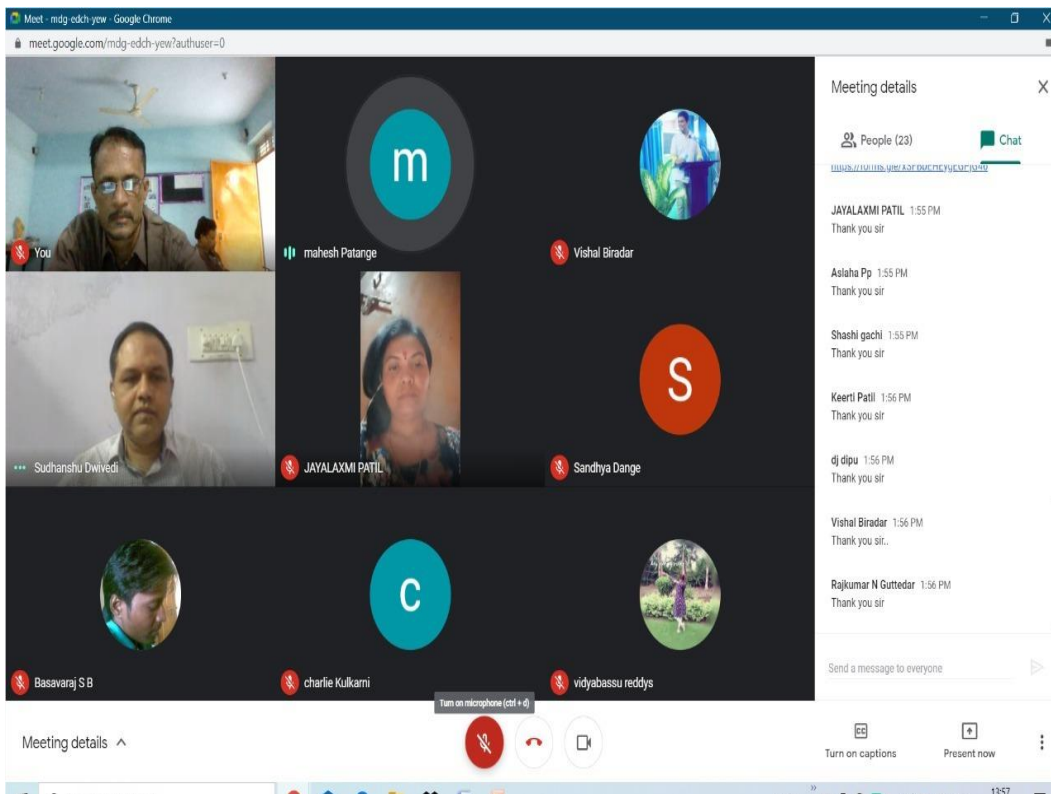 Meet - mdg-edch-yew - Google Chrome
meet.google.com/mdg-edch-yew?authuser=0
You
m
mahesh Patange
Vishal Biradar
Sudhanshu Dwivedi
JAYALAXMI PATIL
S
Sandhya Dange
Basavaraj S B
c
charlie Kulkarni
vidyabassu reddys
Meeting details
People (23)
Chat
JAYALAXMI PATIL 1:55 PM
Thank you sir
Aslaha Pp 1:55 PM
Thank you sir
Shashi gachi 1:55 PM
Thank you sir
Keerti Patil 1:56 PM
Thank you sir
dj dipu 1:56 PM
Thank you sir
Vishal Biradar 1:56 PM
Thank you sir..
Rajkumar N Guttedar 1:56 PM
Thank you sir
Send a message to everyone
Turn on microphone (ctrl + d)
Meeting details
CC
Turn on captions
Present now
13:57